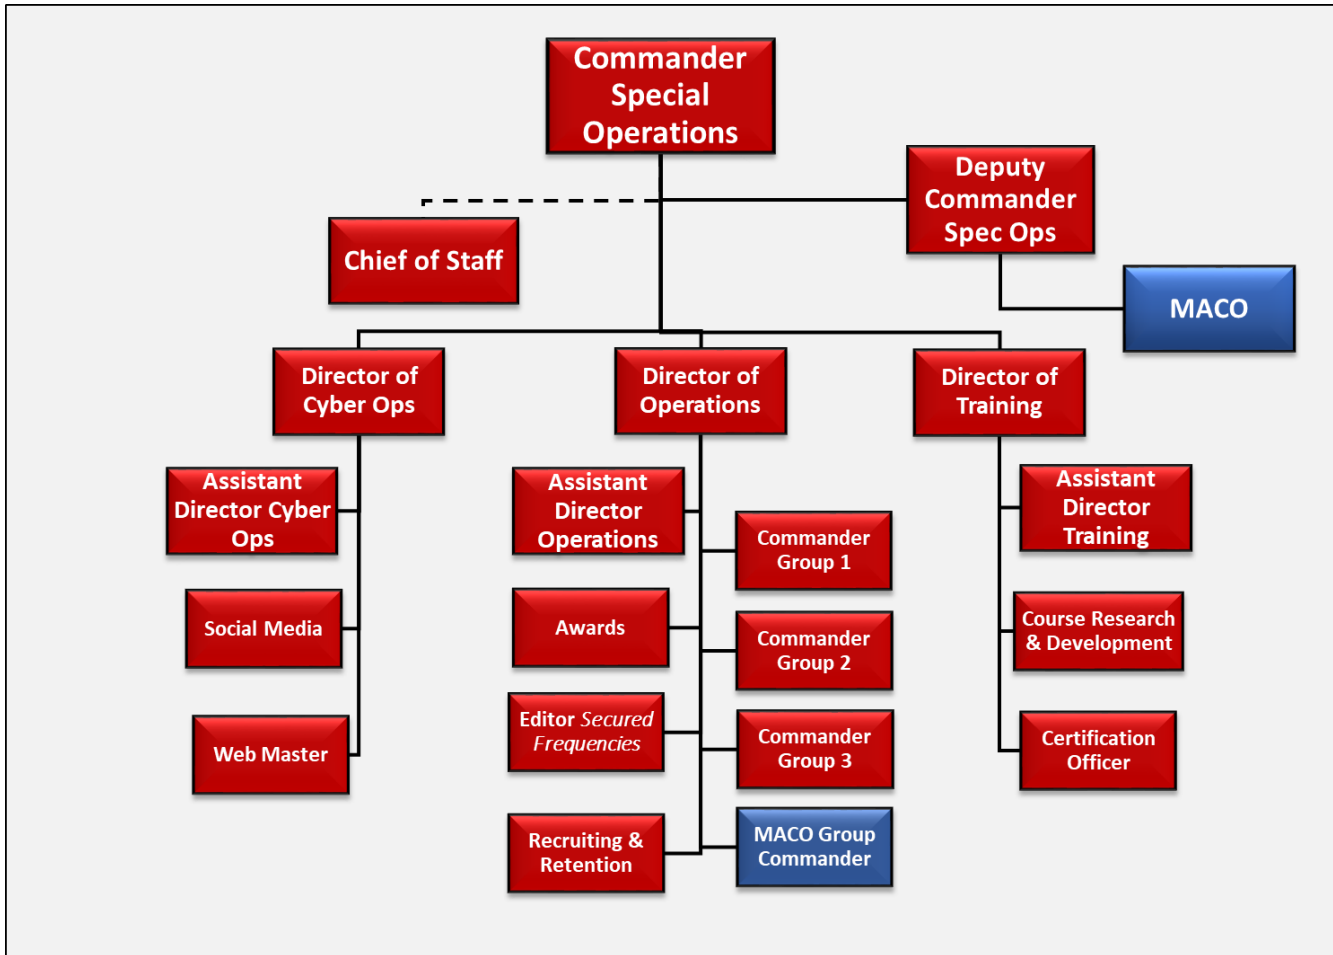 Commander
Special
Operations
Deputy
Commander
Spec Ops
Chief of Staff
MACO
Director of
Cyber Ops
Director of
Operations
Director of
Training
Assistant
Director Cyber
Ops
Social Media
Web Master
Assistant
Director
Operations
Awards
Editor Secured
Frequencies
Recruiting &
Retention
Commander
Group 1
Commander
Group 2
Commander
Group 3
MACO Group
Commander
Assistant
Director
Training
Course Research
& Development
Certification
Officer